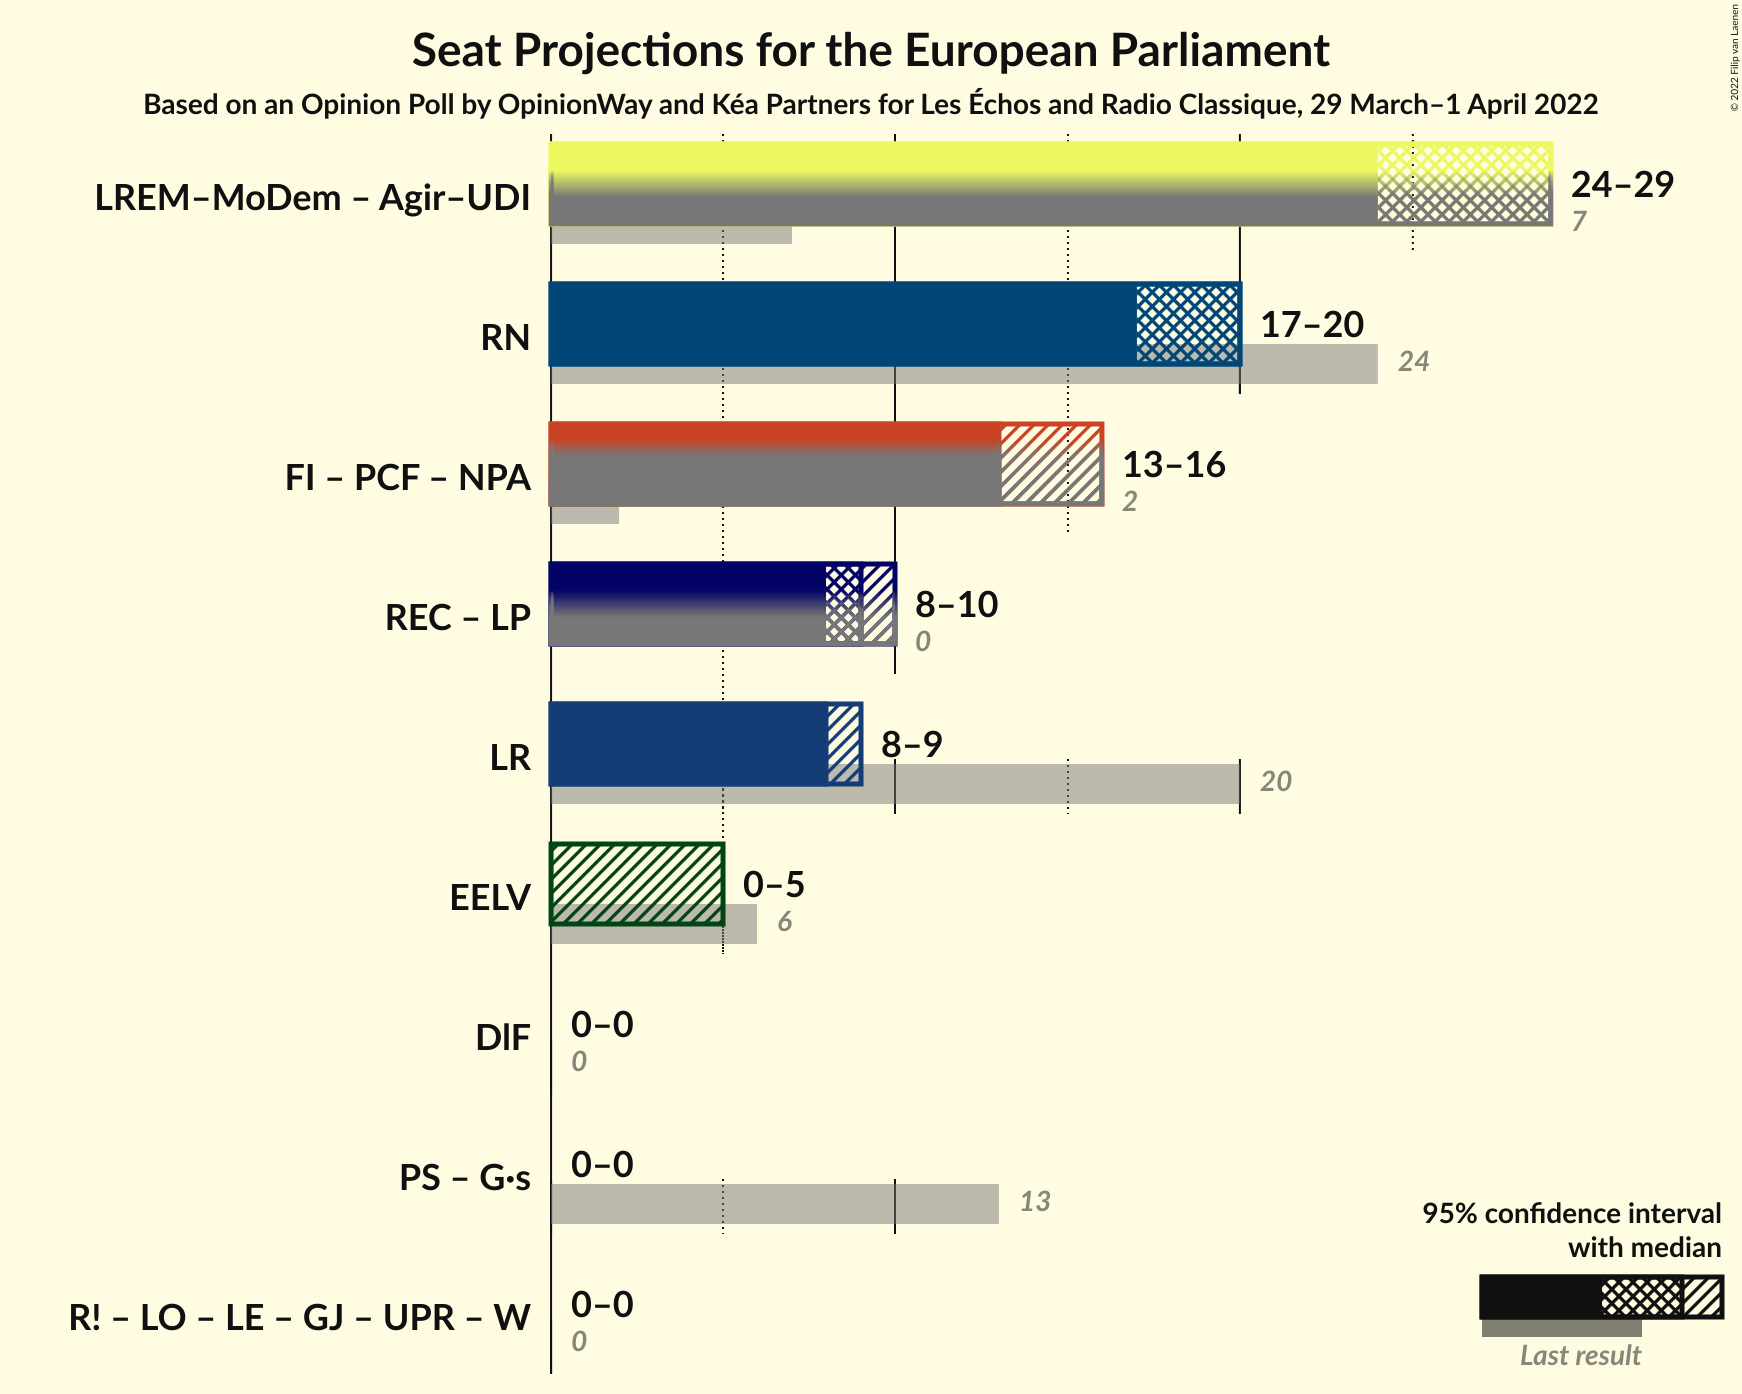 Seat Projections for the European Parliament
Based on an Opinion Poll by OpinionWay and Kéa Partners for Les Échos and Radio Classique, 29 March–1 April 2022
© 2022 Filip van Laenen
LREM–MoDem – Agir–UDI
24–29
7
RN
17–20
24
FI – PCF – NPA
13–16
2
REC – LP
8–10
0
LR
8–9
20
EELV
0–5
6
DlF
0–0
0
PS – G·s
0–0
13
R! – LO – LE – GJ – UPR – W
0–0
0
95% confidence interval
with median
Last result